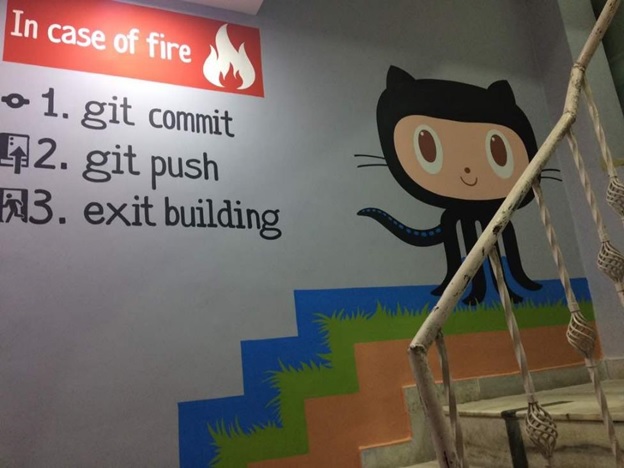 In case of fire
1. git commit
2. git push
3. exit building